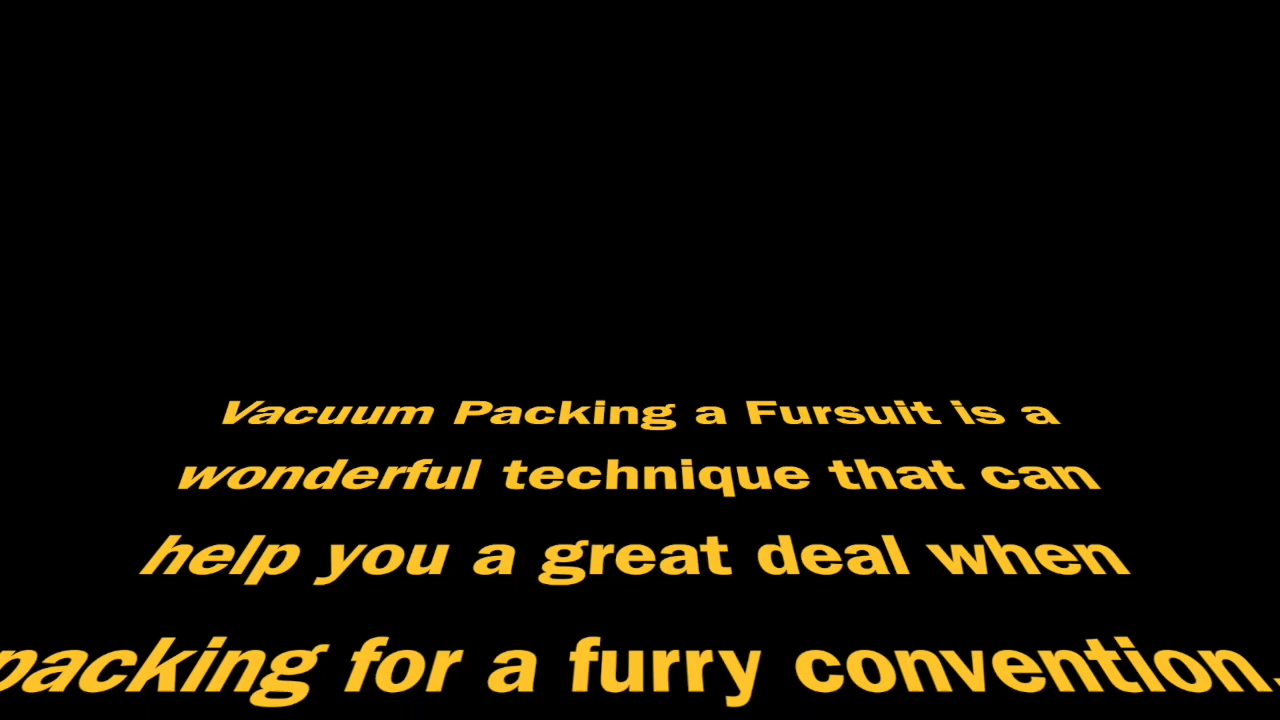 Vacuum Packing a Fursuit is a
wonderful technique that can
help you a great deal when
packing for a furry convention.